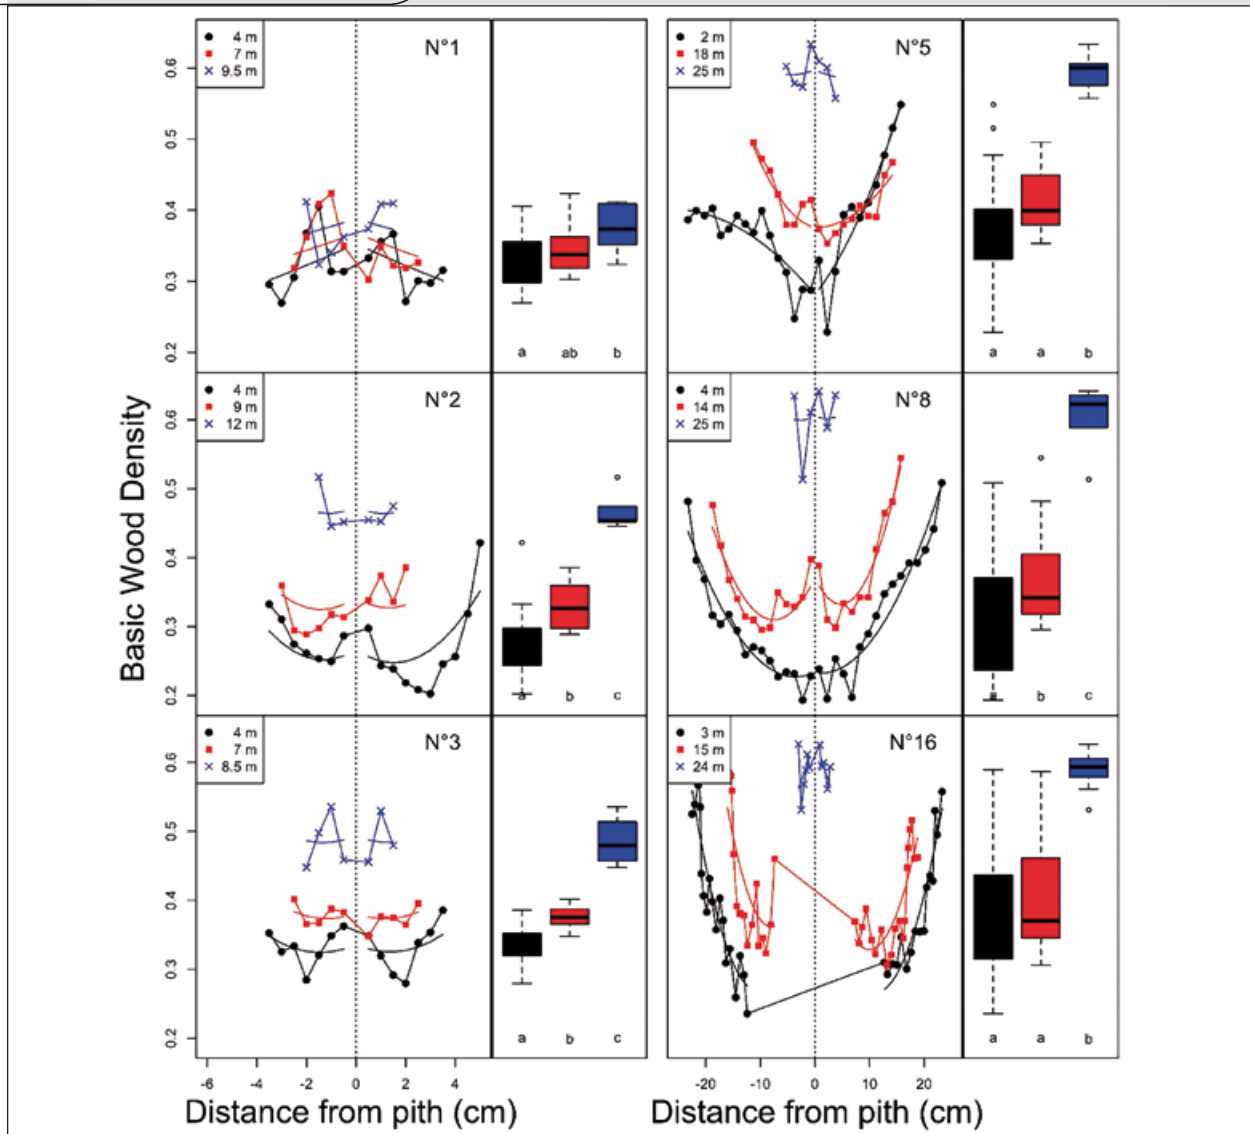 4 m
7 m
9.5 m
N°1
0.6
0.5
0.4
0.3
0.2
a ab b
2 m
18 m
25 m
N°5
a a b
4 m
9 m
12 m
N°2
0.6
0.5
0.4
0.3
0.2
a b c
4 m
14 m
25 m
N°8
a b c
4 m
7 m
8.5 m
N°3
0.6
0.5
0.4
0.3
0.2
a b c
3 m
15 m
24 m
N°16
a a b
Basic Wood Density
-6 -4 -2 0 2 4
Distance from pith (cm)
-20 -10 0 10 20
Distance from pith (cm)